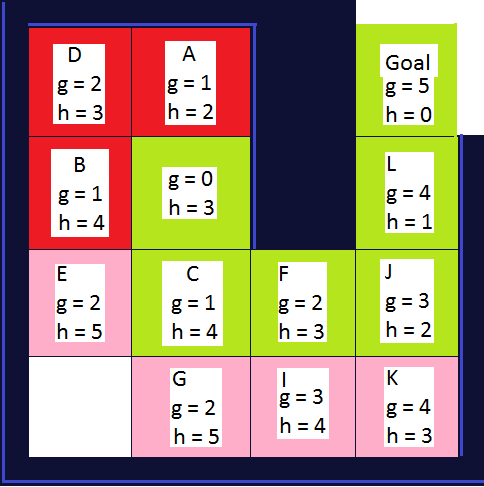 D
g = 2
h = 3
A
g = 1
h = 2
Goal
g = 5
h = 0
B
g = 1
h = 4
g = 0
h = 3
L
g = 4
h = 1
E
g = 2
h = 5
C
g = 1
h = 4
F
g = 2
h = 3
J
g = 3
h = 2
G
g = 2
h = 5
I
g = 3
h = 4
K
g = 4
h = 3